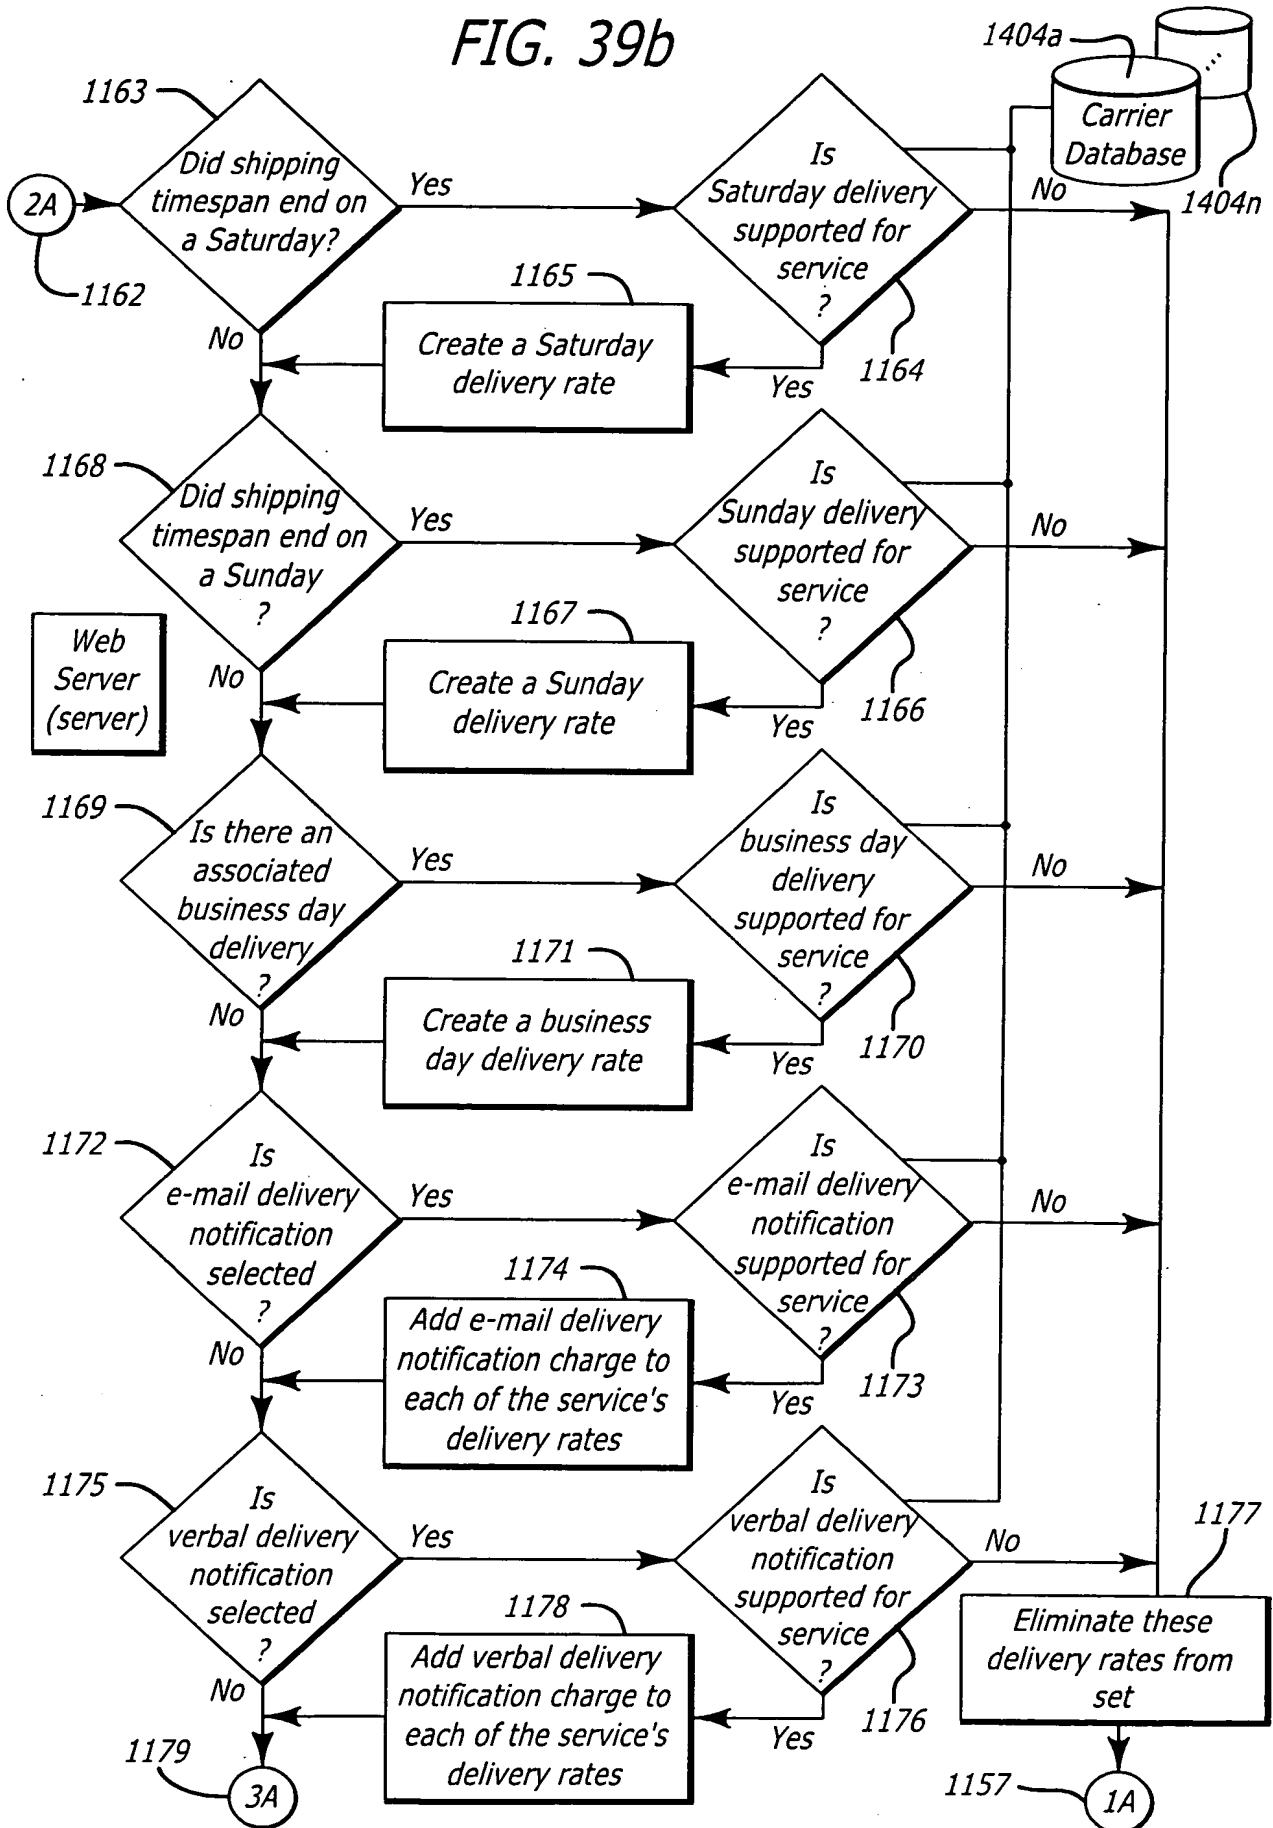 FIG. 39b
1404a
Carrier
Database
1404n
1163
Did shipping
timespan end on
a Saturday?
Yes
Is
Saturday delivery
supported for
service
?
No
2A
1162
1165
Create a Saturday
delivery rate
No
Yes
1164
1168
Did shipping
timespan end on
a Sunday
?
Yes
Is
Sunday delivery
supported for
service
?
No
Web
Server
(server)
1167
Create a Sunday
delivery rate
No
Yes
1166
1169
Is there an
associated
business day
delivery
?
Yes
Is
business day
delivery
supported for
service
?
No
1171
Create a business
day delivery rate
No
Yes
1170
1172
Is
e-mail delivery
notification
selected
?
Yes
Is
e-mail delivery
notification
supported for
service
?
No
1174
Add e-mail delivery
notification charge to
each of the service's
delivery rates
No
Yes
1173
1175
Is
verbal delivery
notification
selected
?
Yes
Is
verbal delivery
notification
supported for
service
?
No
1177
Eliminate these
delivery rates from
set
1178
Add verbal delivery
notification charge to
each of the service's
delivery rates
No
Yes
1176
1179
3A
1157
1A